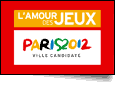 L'AMOUR DES JEUX
PARIS2012
VILLE CANDIDATE